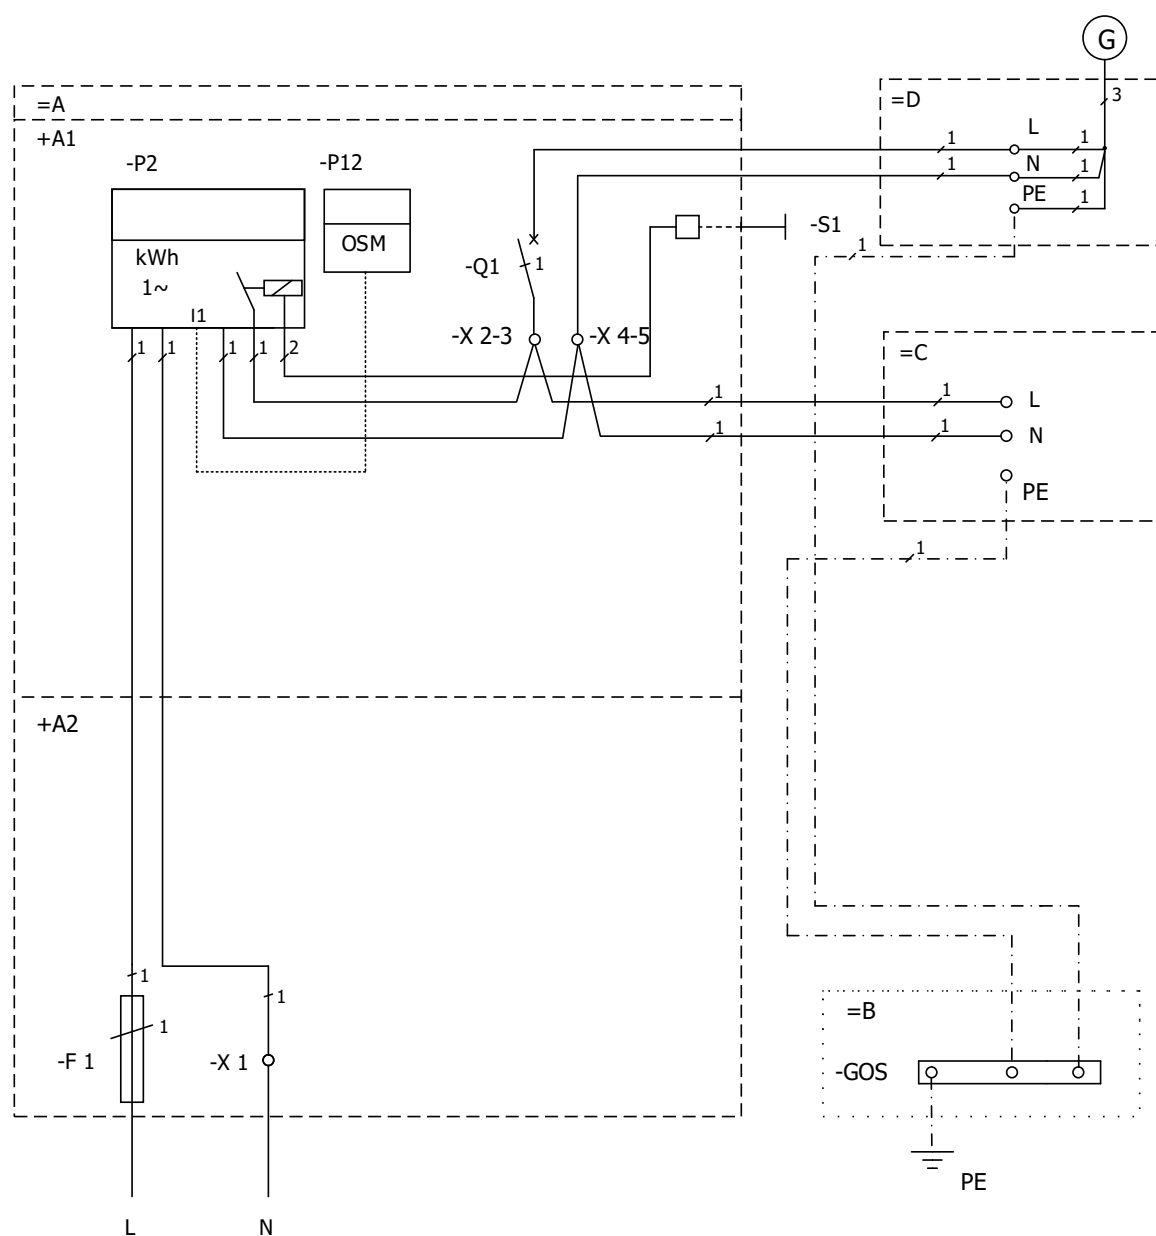 G
3
=A
=D
+A1
L
1
1
-P2
-P12
N
1
1
PE
1
OSM
-S1
kWh
-Q1
1
1
1~
I1
-X 2-3
-X 4-5
1
1
1
1
2
=C
1
1
L
1
1
N
PE
1
+A2
1
1
=B
1
-F 1
-X 1
-GOS
PE
L
N